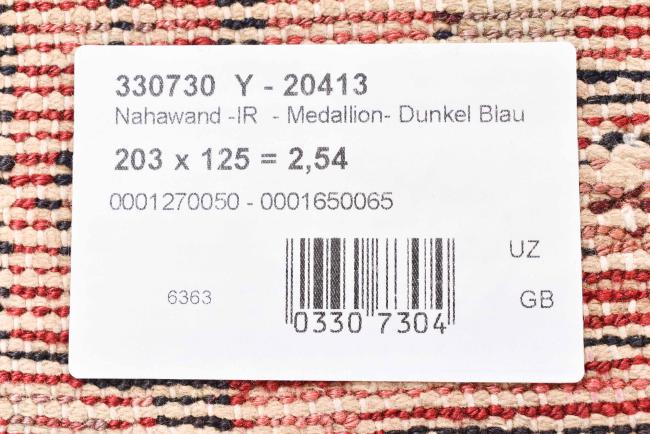 330730 Y - 20413
Nahawand -IR - Medallion- Dunkel Blau
203 x 125 = 2,54
0001270050 - 0001650065
UZ
6363
GB
0330 7304